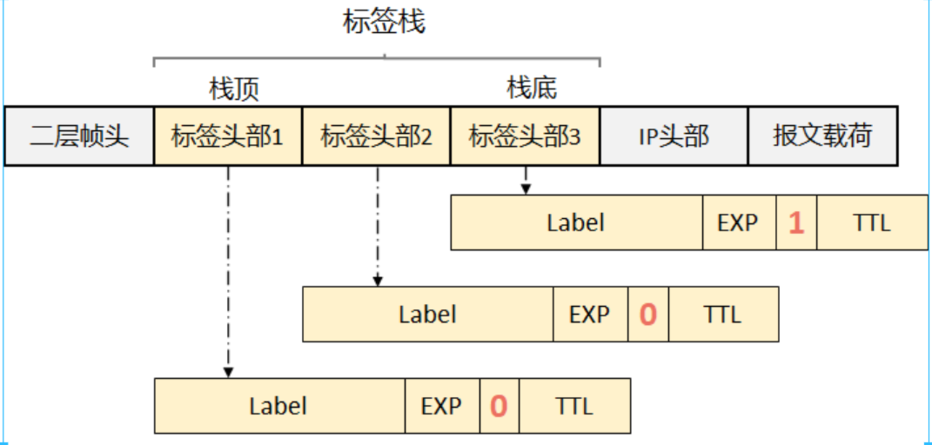 标签栈
栈顶 栈底
二层帧头 标签头部1 标签头部2 标签头部3 IP头部 报文载荷
Label EXP 1 TTL
Label EXP 0 TTL
Label EXP 0 TTL